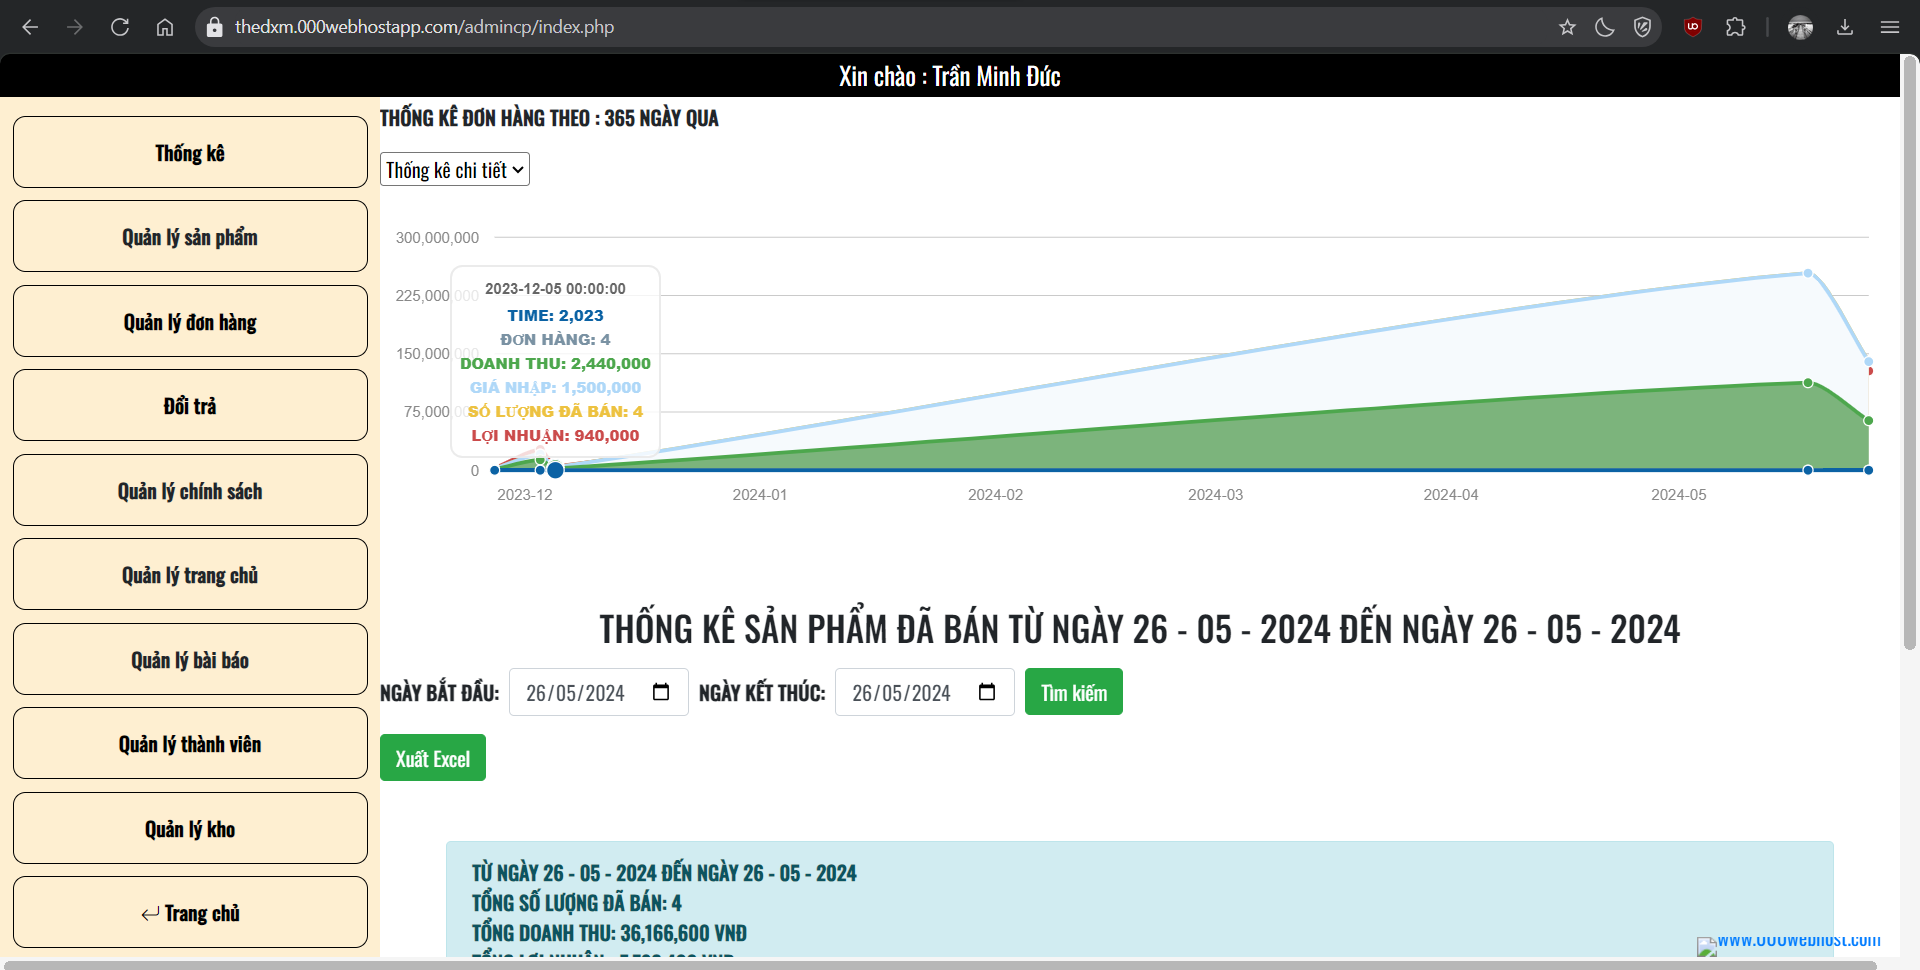 thedxm.000webhostapp.com/admincp/index.php
Xin chào : Trần Minh Đức
Thống kê
Quản lý sản phẩm
Quản lý đơn hàng
Đổi trả
Quản lý chính sách
Quản lý trang chủ
Quản lý bài báo
Quản lý thành viên
Quản lý kho
Trang chủ
THỐNG KÊ ĐƠN HÀNG THEO : 365 NGÀY QUA
Thống kê chi tiết
300,000,000
225,000,000
150,000,000
75,000,000
0
2023-12-05 00:00:00
TIME: 2,023
ĐƠN HÀNG: 4
DOANH THU: 2,440,000
GIÁ NHẬP: 1,500,000
SỐ LƯỢNG ĐÃ BÁN: 4
LỢI NHUẬN: 940,000
2023-12 2024-01 2024-02 2024-03 2024-04 2024-05
THỐNG KÊ SẢN PHẨM ĐÃ BÁN TỪ NGÀY 26 - 05 - 2024 ĐẾN NGÀY 26 - 05 - 2024
NGÀY BẮT ĐẦU: 26/05/2024 NGÀY KẾT THÚC: 26/05/2024 Tìm kiếm
Xuất Excel
TỪ NGÀY 26 - 05 - 2024 ĐẾN NGÀY 26 - 05 - 2024
TỔNG SỐ LƯỢNG ĐÃ BÁN: 4
TỔNG DOANH THU: 36,166,600 VNĐ
www.000webhost.com